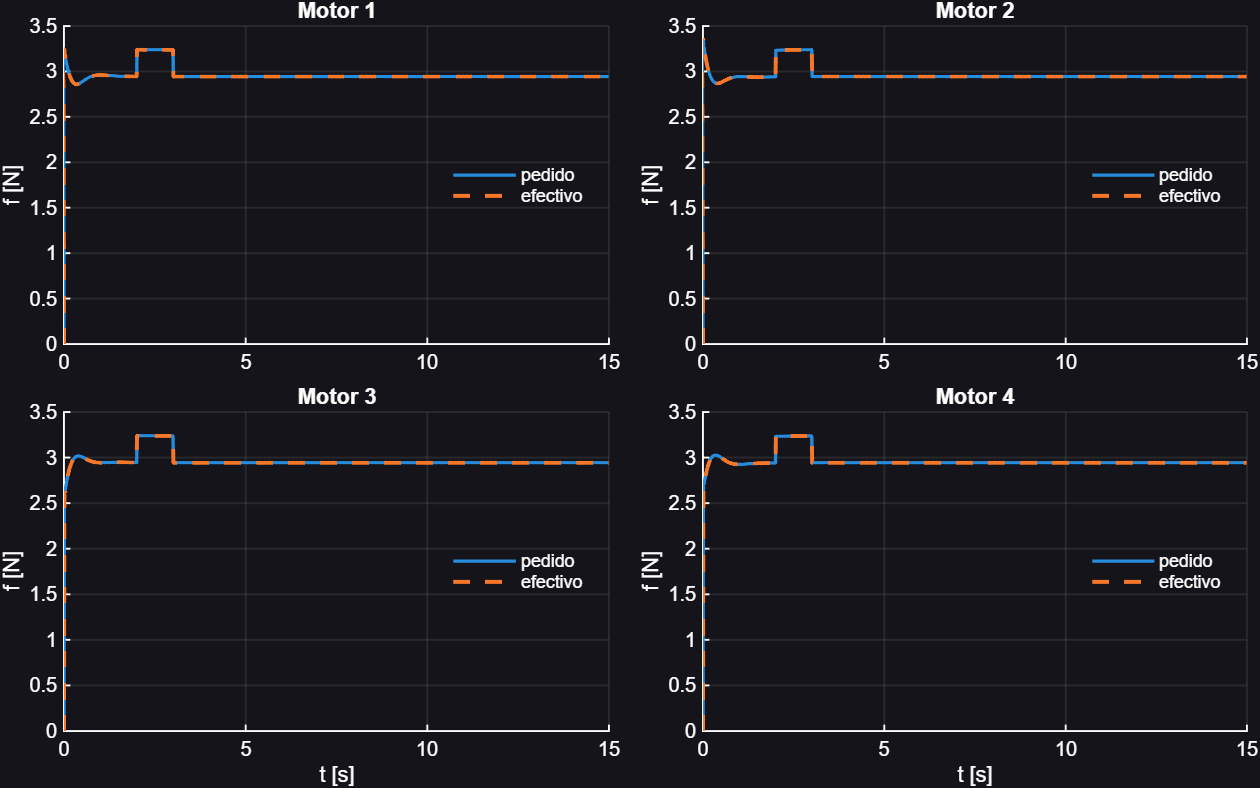 Motor 1
3.5
3
2.5
2
1.5
1
0.5
0
f [N]
pedido
efectivo
0 5 10 15
Motor 2
3.5
3
2.5
2
1.5
1
0.5
0
f [N]
pedido
efectivo
0 5 10 15
Motor 3
3.5
3
2.5
2
1.5
1
0.5
0
f [N]
pedido
efectivo
0 5 10 15
t [s]
Motor 4
3.5
3
2.5
2
1.5
1
0.5
0
f [N]
pedido
efectivo
0 5 10 15
t [s]